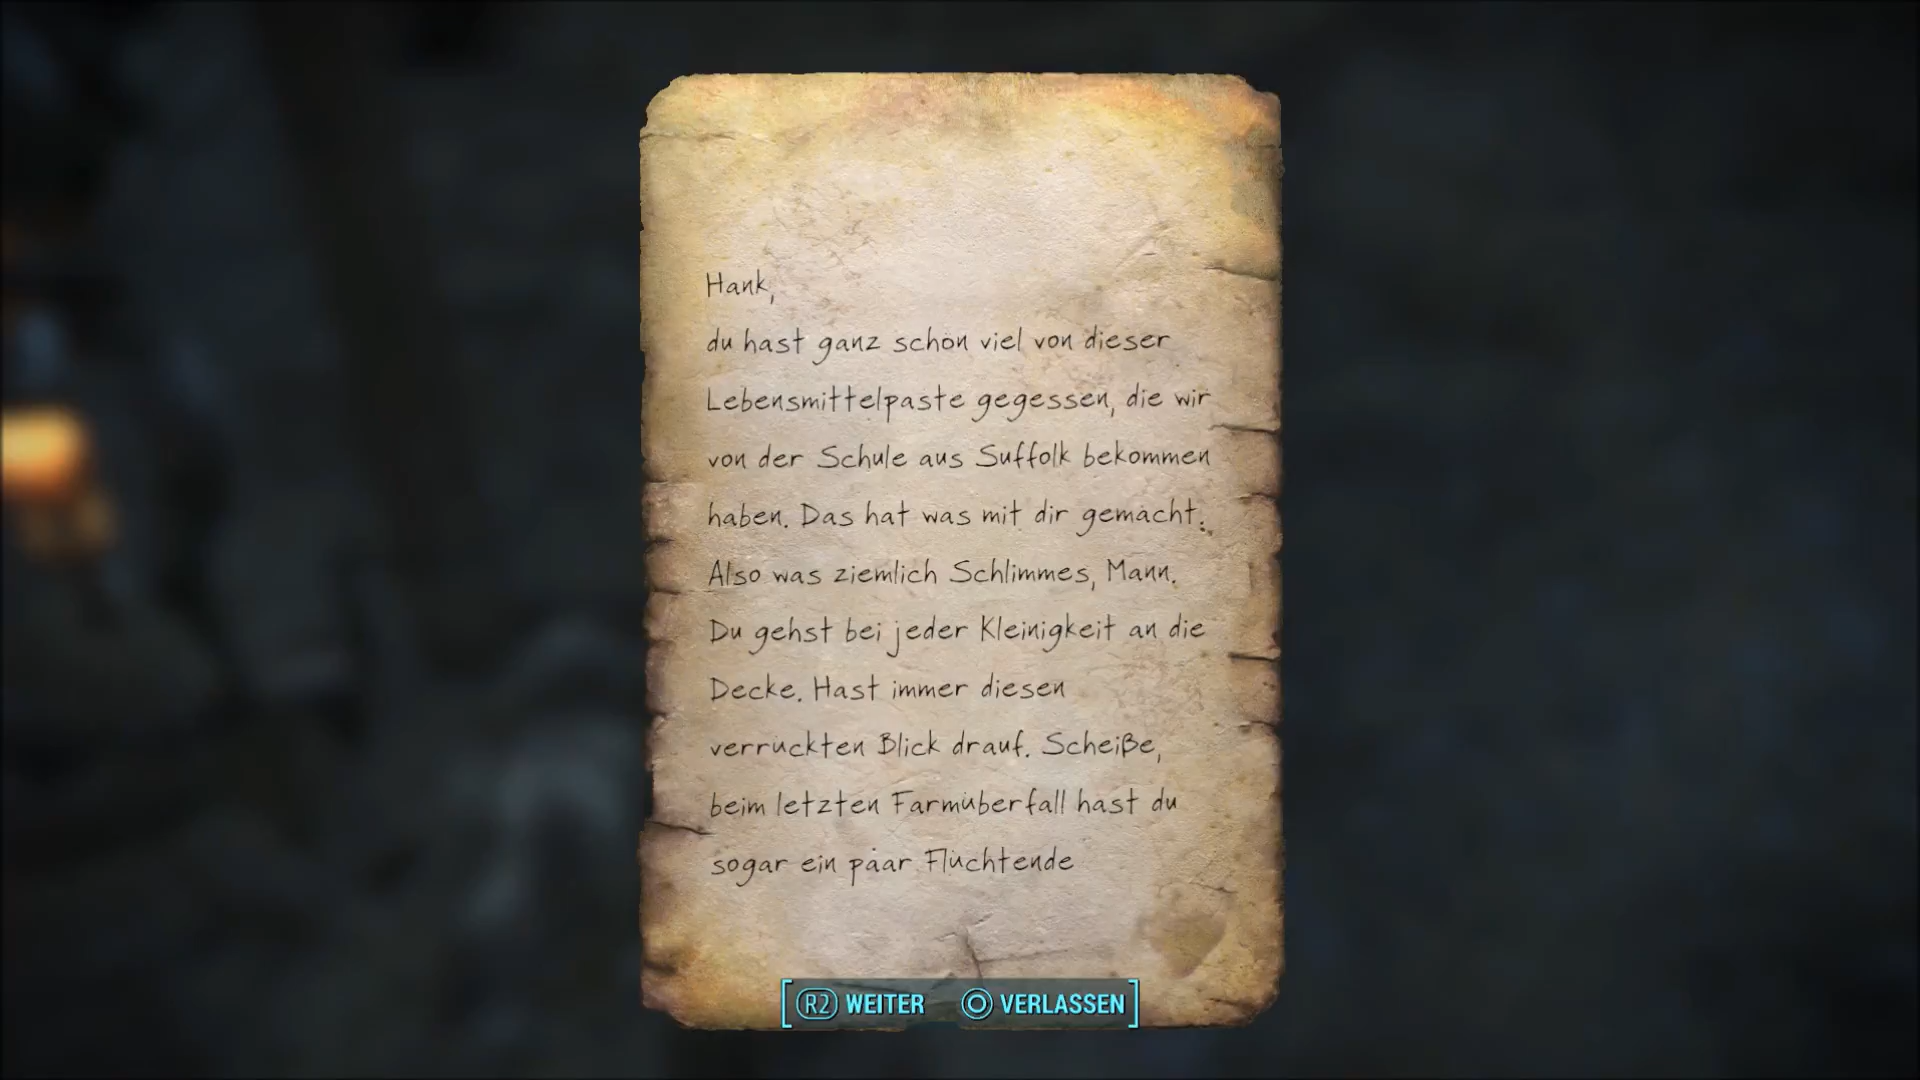 Hank,
du hast ganz schön viel von dieser
Lebensmittelpaste gegessen, die wir
von der Schule aus Suffolk bekommen
haben. Das hat was mit dir gemacht.
Also was ziemlich Schlimmes, Mann.
Du gehst bei jeder Kleinigkeit an die
Decke. Hast immer diesen
verrückten Blick drauf. Scheiße,
beim letzten Farmüberfall hast du
sogar ein paar Flüchtende
R2 WEITER VERLASSEN